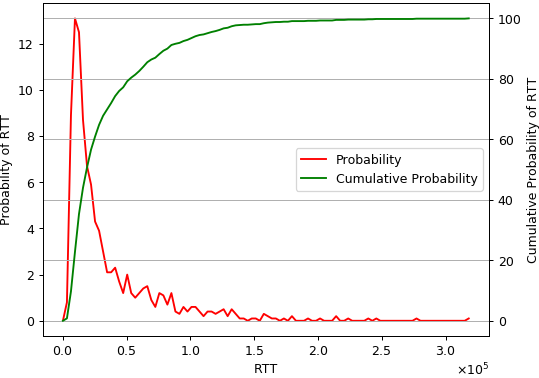 Probability of RTT
12
10
8
6
4
2
0
100
80
60
40
20
0
Cumulative Probability of RTT
Probability
Cumulative Probability
0.0 0.5 1.0 1.5 2.0 2.5 3.0
RTT
×10⁵